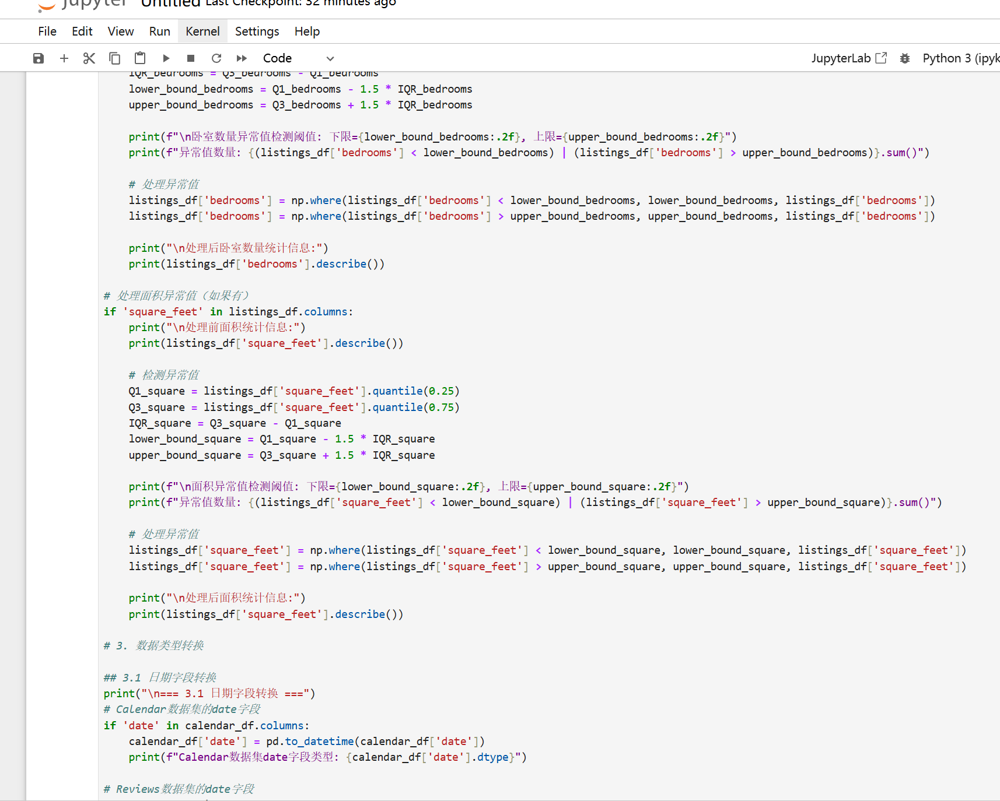 jupyter Untitled Last Checkpoint: 32 minutes ago
File Edit View Run Kernel Settings Help
Code JupyterLab Python 3 (ipyk
IQR_bedrooms = Q3_bedrooms - Q1_bedrooms
lower_bound_bedrooms = Q1_bedrooms - 1.5 * IQR_bedrooms
upper_bound_bedrooms = Q3_bedrooms + 1.5 * IQR_bedrooms
print(f"\n卧室数量异常值检测阈值: 下限={lower_bound_bedrooms:.2f}, 上限={upper_bound_bedrooms:.2f}")
print(f"异常值数量: {(listings_df['bedrooms'] < lower_bound_bedrooms) | (listings_df['bedrooms'] > upper_bound_bedrooms)}.sum()")
# 处理异常值
listings_df['bedrooms'] = np.where(listings_df['bedrooms'] < lower_bound_bedrooms, lower_bound_bedrooms, listings_df['bedrooms'])
listings_df['bedrooms'] = np.where(listings_df['bedrooms'] > upper_bound_bedrooms, upper_bound_bedrooms, listings_df['bedrooms'])
print("\n处理后卧室数量统计信息:")
print(listings_df['bedrooms'].describe())
# 处理面积异常值（如果有）
if 'square_feet' in listings_df.columns:
print("\n处理前面积统计信息:")
print(listings_df['square_feet'].describe())
# 检测异常值
Q1_square = listings_df['square_feet'].quantile(0.25)
Q3_square = listings_df['square_feet'].quantile(0.75)
IQR_square = Q3_square - Q1_square
lower_bound_square = Q1_square - 1.5 * IQR_square
upper_bound_square = Q3_square + 1.5 * IQR_square
print(f"\n面积异常值检测阈值: 下限={lower_bound_square:.2f}, 上限={upper_bound_square:.2f}")
print(f"异常值数量: {(listings_df['square_feet'] < lower_bound_square) | (listings_df['square_feet'] > upper_bound_square)}.sum()")
# 处理异常值
listings_df['square_feet'] = np.where(listings_df['square_feet'] < lower_bound_square, lower_bound_square, listings_df['square_feet'])
listings_df['square_feet'] = np.where(listings_df['square_feet'] > upper_bound_square, upper_bound_square, listings_df['square_feet'])
print("\n处理后面积统计信息:")
print(listings_df['square_feet'].describe())
# 3. 数据类型转换
## 3.1 日期字段转换
print("\n=== 3.1 日期字段转换 ===")
# Calendar数据集的date字段
if 'date' in calendar_df.columns:
calendar_df['date'] = pd.to_datetime(calendar_df['date'])
print(f"Calendar数据集date字段类型: {calendar_df['date'].dtype}")
# Reviews数据集的date字段